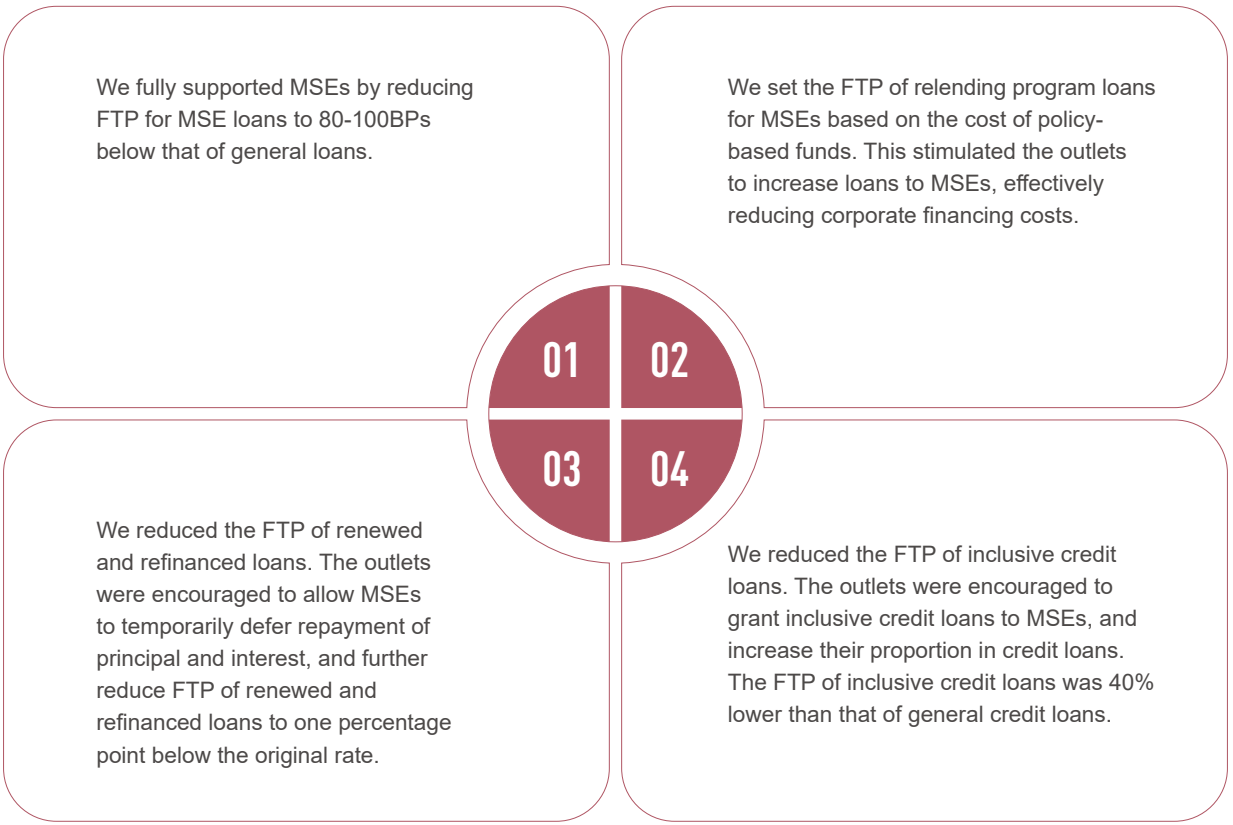 We fully supported MSEs by reducing
FTP for MSE loans to 80-100BPs
below that of general loans.
We set the FTP of relending program loans
for MSEs based on the cost of policy-
based funds. This stimulated the outlets
to increase loans to MSEs, effectively
reducing corporate financing costs.
01
02
03
04
We reduced the FTP of renewed
and refinanced loans. The outlets
were encouraged to allow MSEs
to temporarily defer repayment of
principal and interest, and further
reduce FTP of renewed and
refinanced loans to one percentage
point below the original rate.
We reduced the FTP of inclusive credit
loans. The outlets were encouraged to
grant inclusive credit loans to MSEs, and
increase their proportion in credit loans.
The FTP of inclusive credit loans was 40%
lower than that of general credit loans.